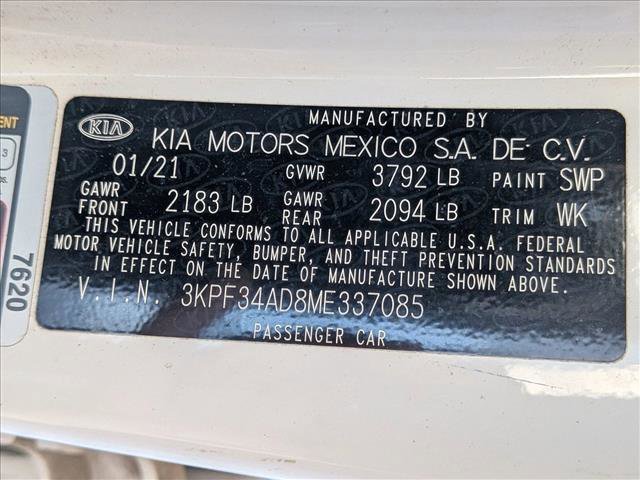 MANUFACTURED BY
KIA KIA MOTORS MEXICO S.A. DE C.V.
01/21 GVWR 3792 LB PAINT SWP
GAWR FRONT 2183 LB GAWR REAR 2094 LB TRIM WK
THIS VEHICLE CONFORMS TO ALL APPLICABLE U.S.A. FEDERAL
MOTOR VEHICLE SAFETY, BUMPER, AND THEFT PREVENTION STANDARDS
IN EFFECT ON THE DATE OF MANUFACTURE SHOWN ABOVE.
V.I.N. 3KPF34AD8ME337085
PASSENGER CAR
7620
3